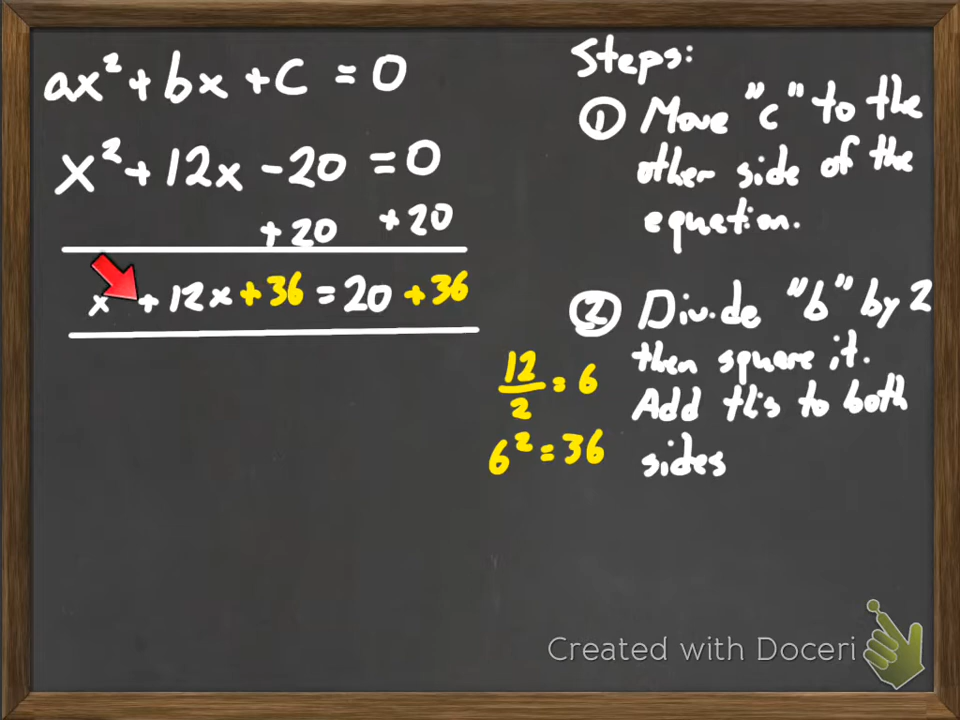 ax² + bx + c = 0
x² + 12x - 20 = 0
+ 20 + 20
x + 12x + 36 = 20 + 36
Steps:
① Move "c" to the
other side of the
equation.
② Divide "b" by 2
then square it.
Add this to both
sides
12/2 = 6
6² = 36
Created with Doceri